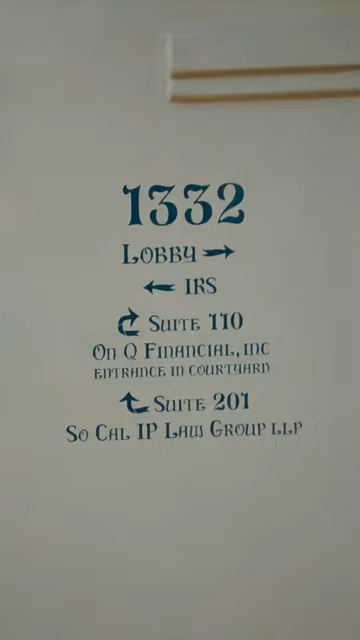 1332
LOBBY →
← IRS
SUITE 110
ON Q FINANCIAL, INC
ENTRANCE IN COURTYARD
SUITE 201
SO CAL IP LAW GROUP LLP